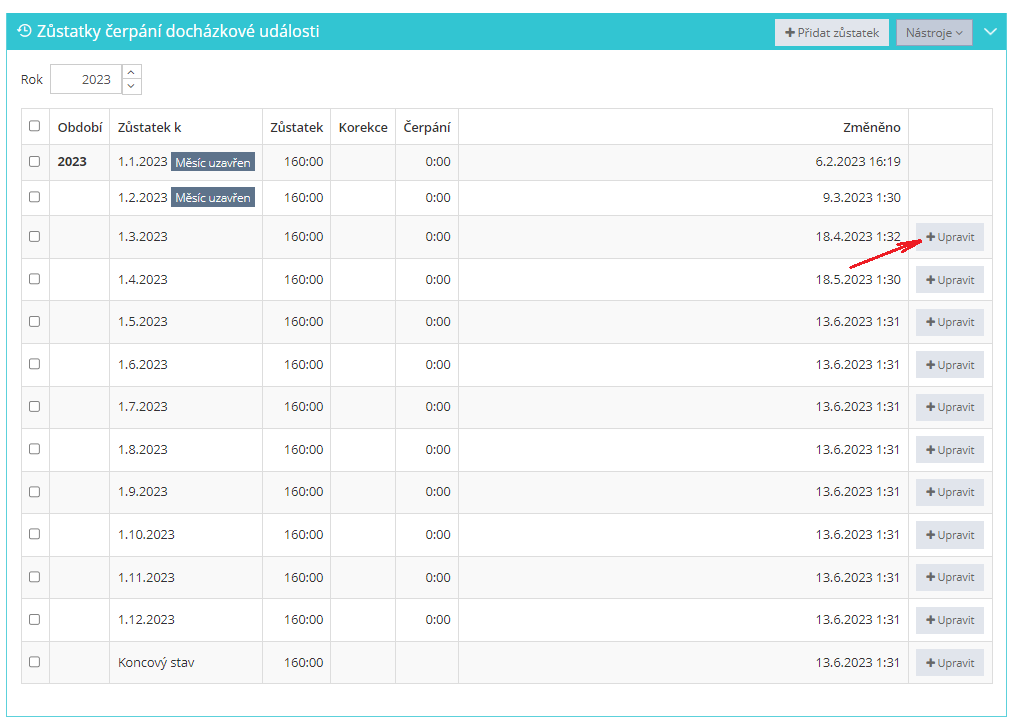 Zůstatky čerpání docházkové události Přidat zůstatek Nástroje
Rok 2023
Období Zůstatek k Zůstatek Korekce Čerpání Změněno
2023 1.1.2023 Měsíc uzavřen 160:00 0:00 6.2.2023 16:19
1.2.2023 Měsíc uzavřen 160:00 0:00 9.3.2023 1:30
1.3.2023 160:00 0:00 18.4.2023 1:32 Upravit
1.4.2023 160:00 0:00 18.5.2023 1:30 Upravit
1.5.2023 160:00 0:00 13.6.2023 1:31 Upravit
1.6.2023 160:00 0:00 13.6.2023 1:31 Upravit
1.7.2023 160:00 0:00 13.6.2023 1:31 Upravit
1.8.2023 160:00 0:00 13.6.2023 1:31 Upravit
1.9.2023 160:00 0:00 13.6.2023 1:31 Upravit
1.10.2023 160:00 0:00 13.6.2023 1:31 Upravit
1.11.2023 160:00 0:00 13.6.2023 1:31 Upravit
1.12.2023 160:00 0:00 13.6.2023 1:31 Upravit
Koncový stav 160:00 13.6.2023 1:31 Upravit